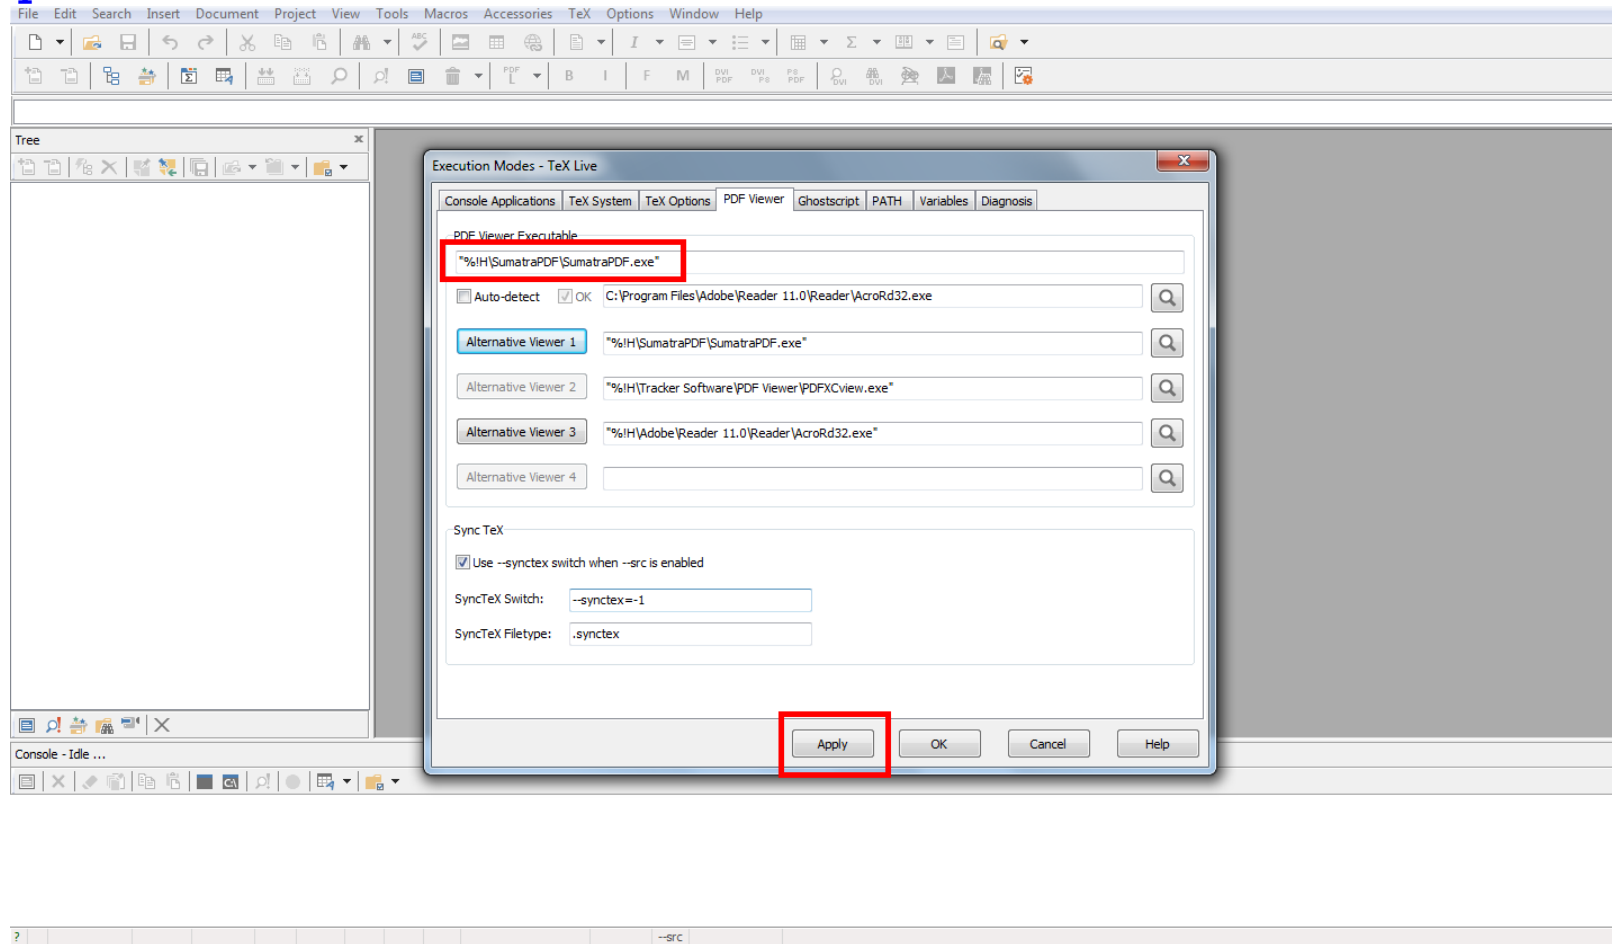 File Edit Search Insert Document Project View Tools Macros Accessories TeX Options Window Help
Tree
Execution Modes - TeX Live
Console Applications TeX System TeX Options PDF Viewer Ghostscript PATH Variables Diagnosis
PDF Viewer Executable
"%!H\SumatraPDF\SumatraPDF.exe"
Auto-detect OK C:\Program Files\Adobe\Reader 11.0\Reader\AcroRd32.exe
Alternative Viewer 1 "%!H\SumatraPDF\SumatraPDF.exe"
Alternative Viewer 2 "%!H\Tracker Software\PDF Viewer\PDFXCview.exe"
Alternative Viewer 3 "%!H\Adobe\Reader 11.0\Reader\AcroRd32.exe"
Alternative Viewer 4
Sync TeX
Use --synctex switch when --src is enabled
SyncTeX Switch: --synctex=-1
SyncTeX Filetype: .synctex
Apply OK Cancel Help
Console - Idle ...
? --src